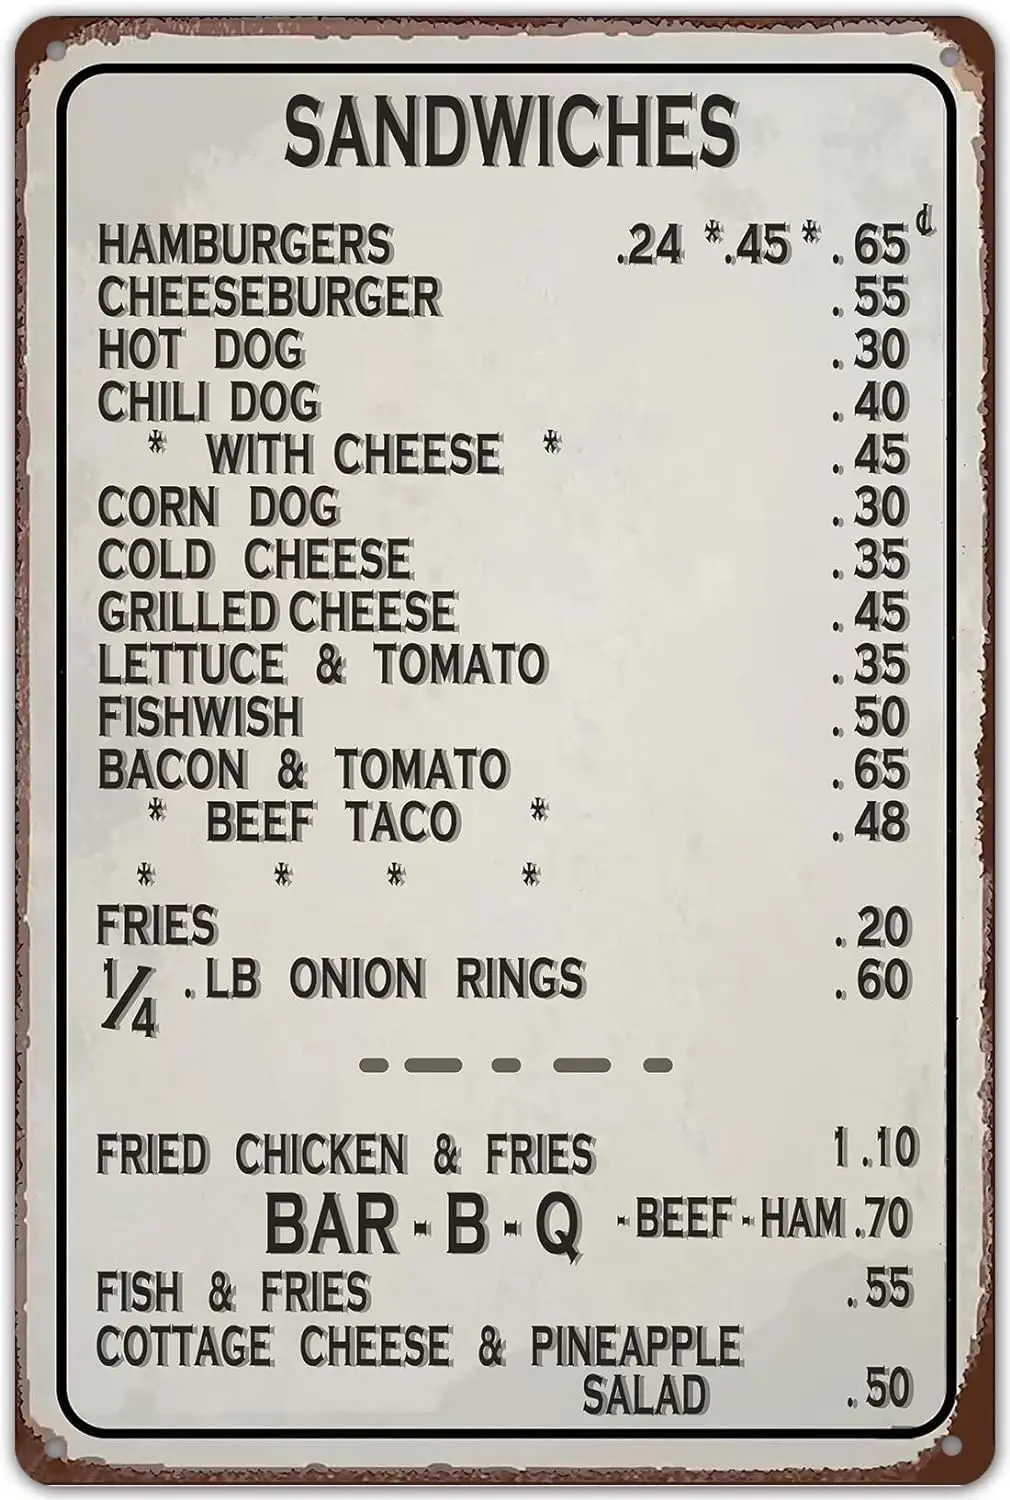 SANDWICHES
HAMBURGERS .24 *.45 * .65¢
CHEESEBURGER .55
HOT DOG .30
CHILI DOG .40
* WITH CHEESE * .45
CORN DOG .30
COLD CHEESE .35
GRILLED CHEESE .45
LETTUCE & TOMATO .35
FISHWISH .50
BACON & TOMATO .65
* BEEF TACO * .48
* * * *
FRIES .20
1/4 .LB ONION RINGS .60
FRIED CHICKEN & FRIES 1.10
BAR-B-Q -BEEF-HAM .70
FISH & FRIES .55
COTTAGE CHEESE & PINEAPPLE
SALAD .50